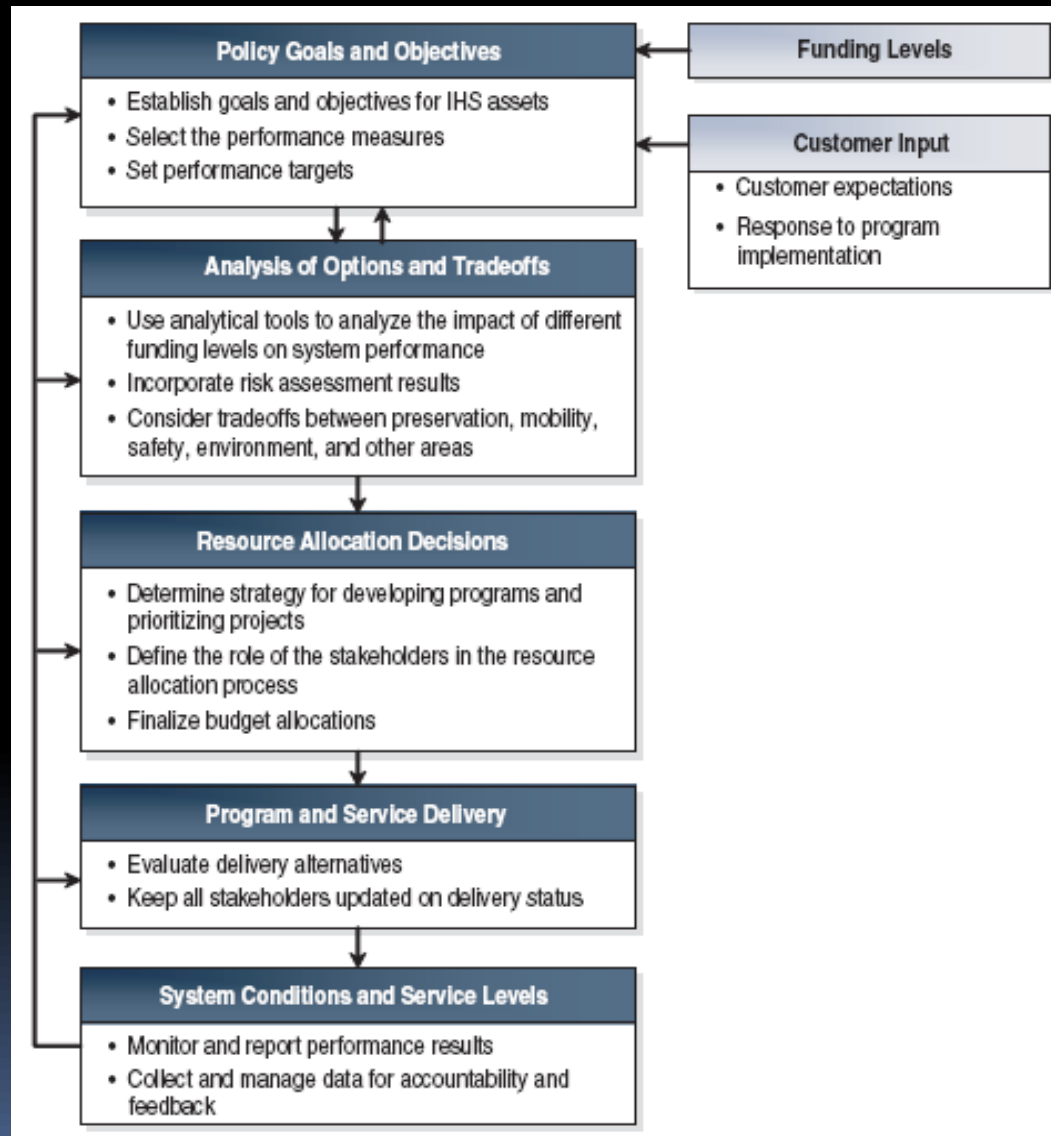 Policy Goals and Objectives
• Establish goals and objectives for IHS assets
• Select the performance measures
• Set performance targets
Funding Levels
Customer Input
• Customer expectations
• Response to program
implementation
Analysis of Options and Tradeoffs
• Use analytical tools to analyze the impact of different
funding levels on system performance
• Incorporate risk assessment results
• Consider tradeoffs between preservation, mobility,
safety, environment, and other areas
Resource Allocation Decisions
• Determine strategy for developing programs and
prioritizing projects
• Define the role of the stakeholders in the resource
allocation process
• Finalize budget allocations
Program and Service Delivery
• Evaluate delivery alternatives
• Keep all stakeholders updated on delivery status
System Conditions and Service Levels
• Monitor and report performance results
• Collect and manage data for accountability and
feedback